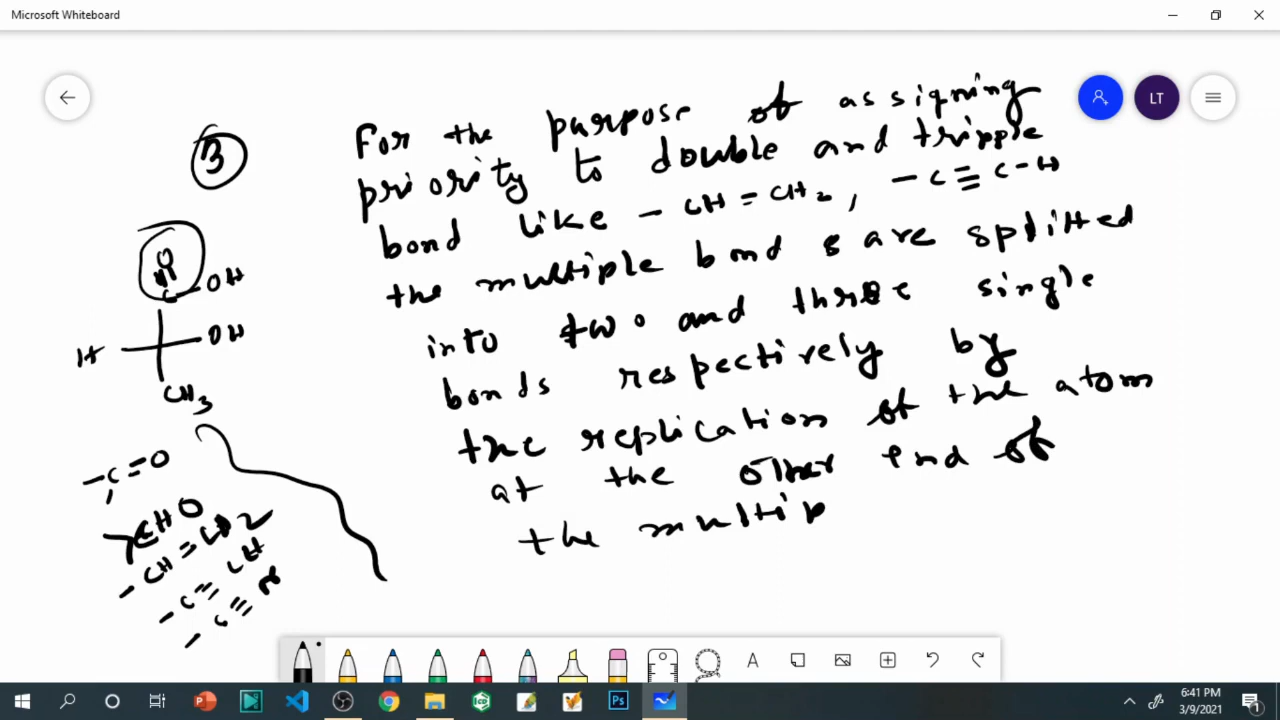 Microsoft Whiteboard
LT
3
For the purpose of assigning
priority to double and tripple
bond like - CH = CH2, - C ≡ C - H
the multiple bond s are splitted
into two and three single
bonds respectively by
the replication of the atom
at the other end of
the multip
O
C OH
H OH
CH3
- C = O
CHO
- CH = CH2
- C ≡ CH
- C ≡ N
A
6:41 PM
3/9/2021